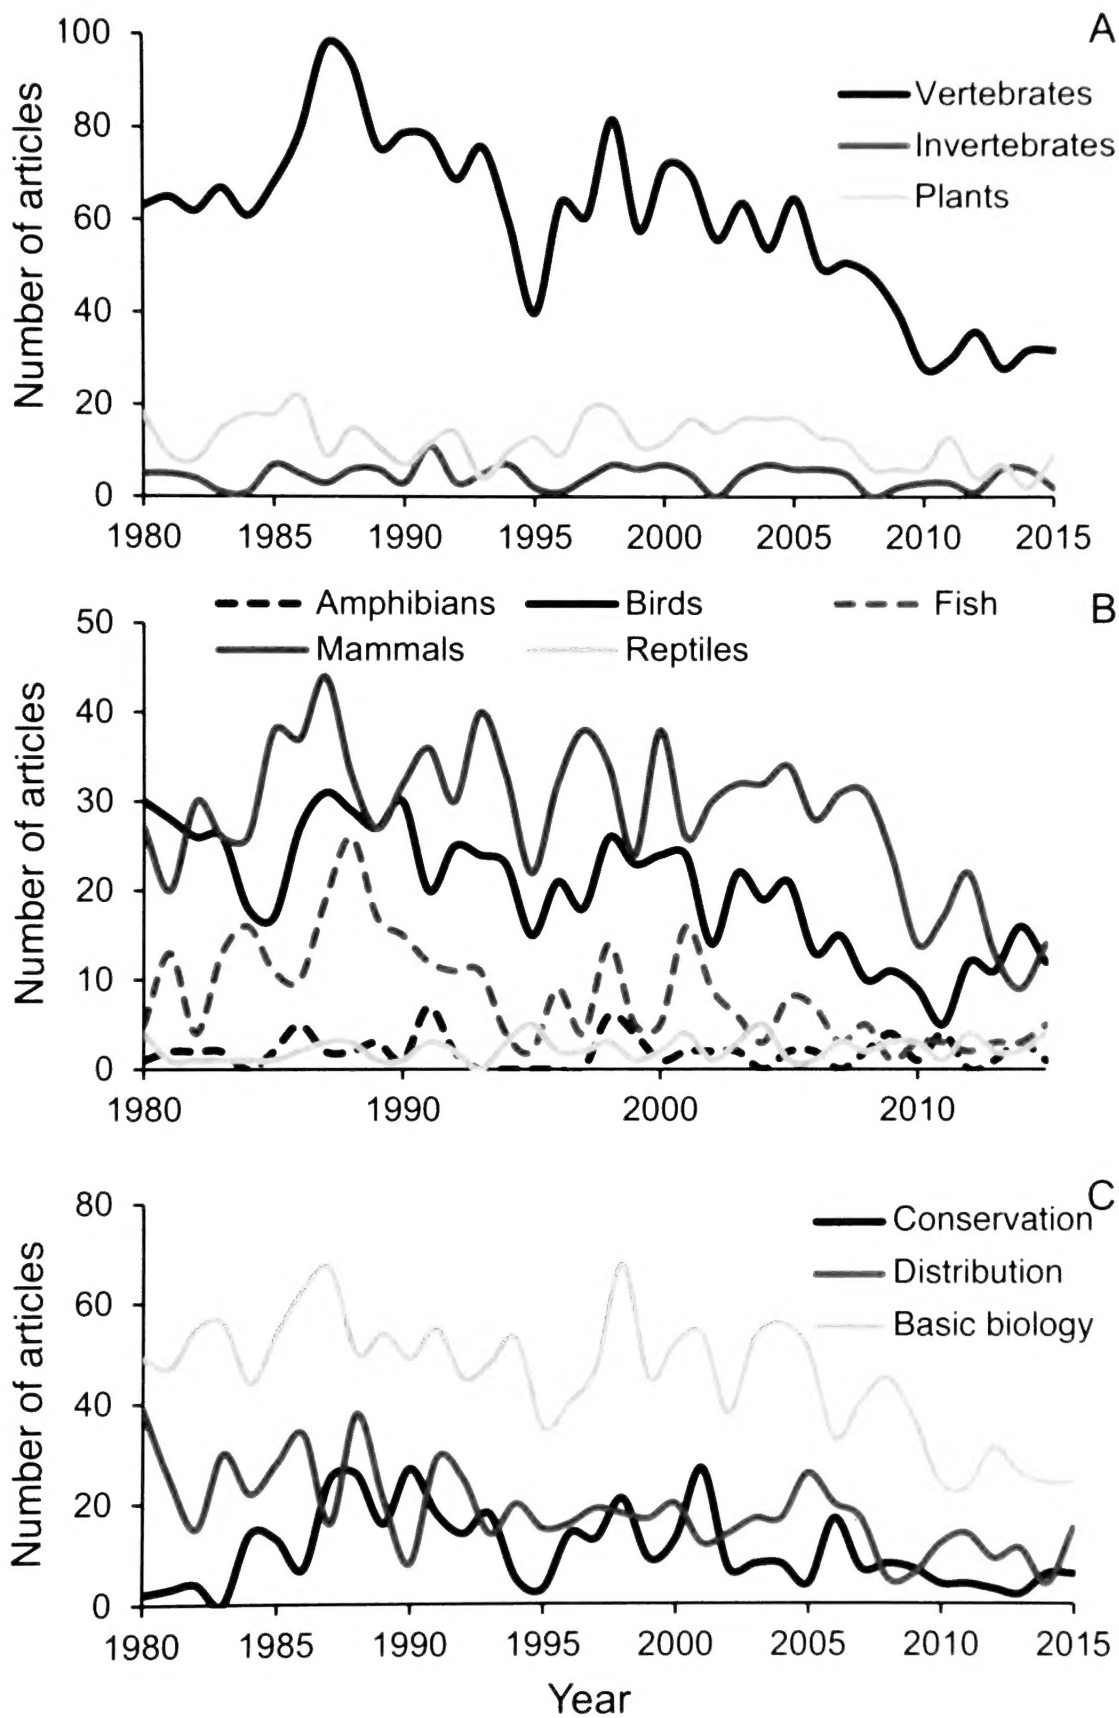 A
100
80
60
40
20
0
Number of articles
Vertebrates
Invertebrates
Plants
1980 1985 1990 1995 2000 2005 2010 2015
B
Amphibians Birds Fish
Mammals Reptiles
50
40
30
20
10
0
Number of articles
1980 1990 2000 2010
C
80
60
40
20
0
Number of articles
Conservation
Distribution
Basic biology
1980 1985 1990 1995 2000 2005 2010 2015
Year